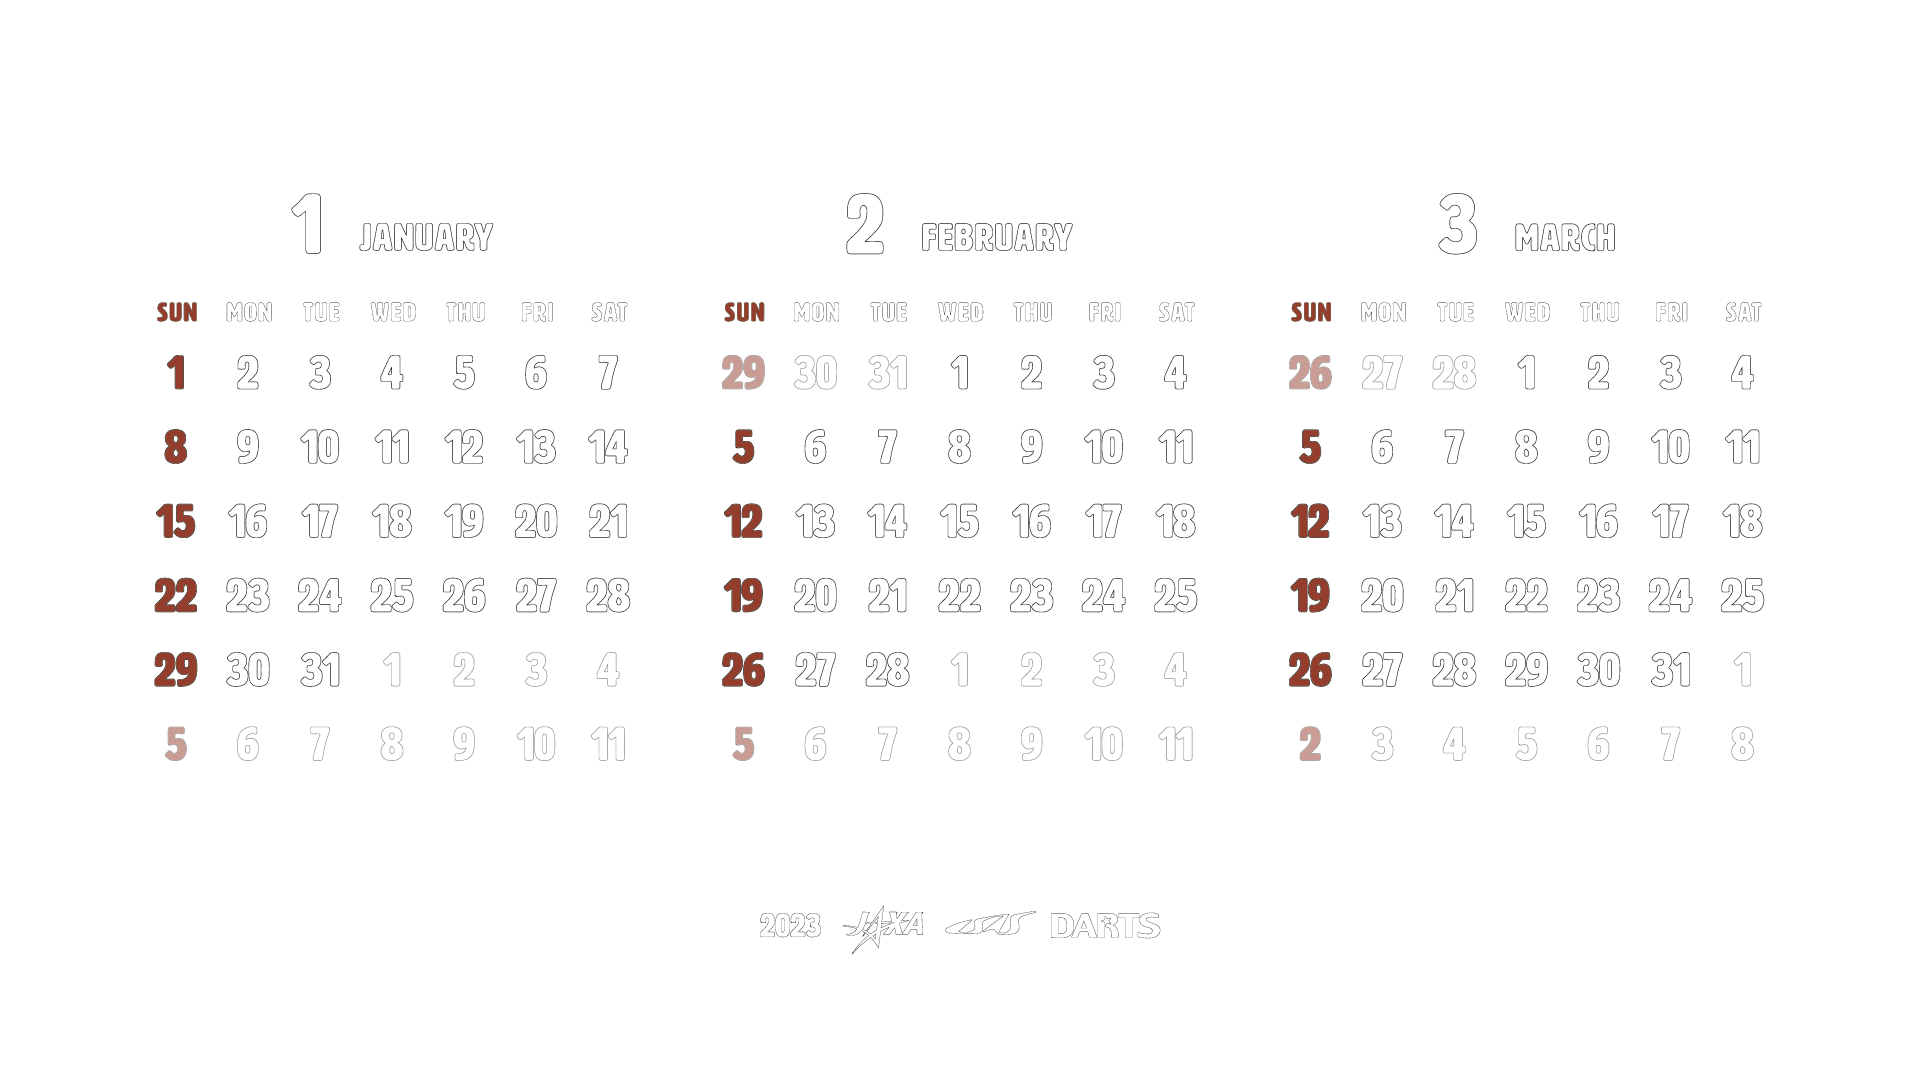 1 JANUARY
SUN MON TUE WED THU FRI SAT
1 2 3 4 5 6 7
8 9 10 11 12 13 14
15 16 17 18 19 20 21
22 23 24 25 26 27 28
29 30 31 1 2 3 4
5 6 7 8 9 10 11
2 FEBRUARY
SUN MON TUE WED THU FRI SAT
29 30 31 1 2 3 4
5 6 7 8 9 10 11
12 13 14 15 16 17 18
19 20 21 22 23 24 25
26 27 28 1 2 3 4
5 6 7 8 9 10 11
3 MARCH
SUN MON TUE WED THU FRI SAT
26 27 28 1 2 3 4
5 6 7 8 9 10 11
12 13 14 15 16 17 18
19 20 21 22 23 24 25
26 27 28 29 30 31 1
2 3 4 5 6 7 8
2023 JAXA ISAS DARTS